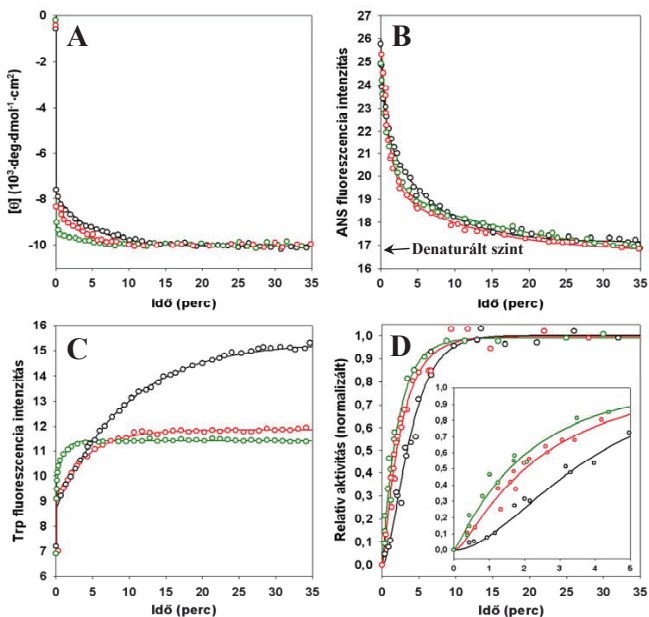 A
[θ] (10³·deg·dmol⁻¹·cm²)
0
-2
-4
-6
-8
-10
0 5 10 15 20 25 30 35
Idő (perc)
B
ANS fluoreszcencia intenzitás
27
26
25
24
23
22
21
20
19
18
17
16
Denaturált szint
0 5 10 15 20 25 30 35
Idő (perc)
C
Trp fluoreszcencia intenzitás
16
15
14
13
12
11
10
9
8
7
6
0 5 10 15 20 25 30 35
Idő (perc)
D
Relatív aktivitás (normalizált)
1,0
0,9
0,8
0,7
0,6
0,5
0,4
0,3
0,2
0,1
0,0
1,0
0,9
0,8
0,7
0,6
0,5
0,4
0,3
0,2
0,1
0,0
0 2 4 6
0 5 10 15 20 25 30 35
Idő (perc)